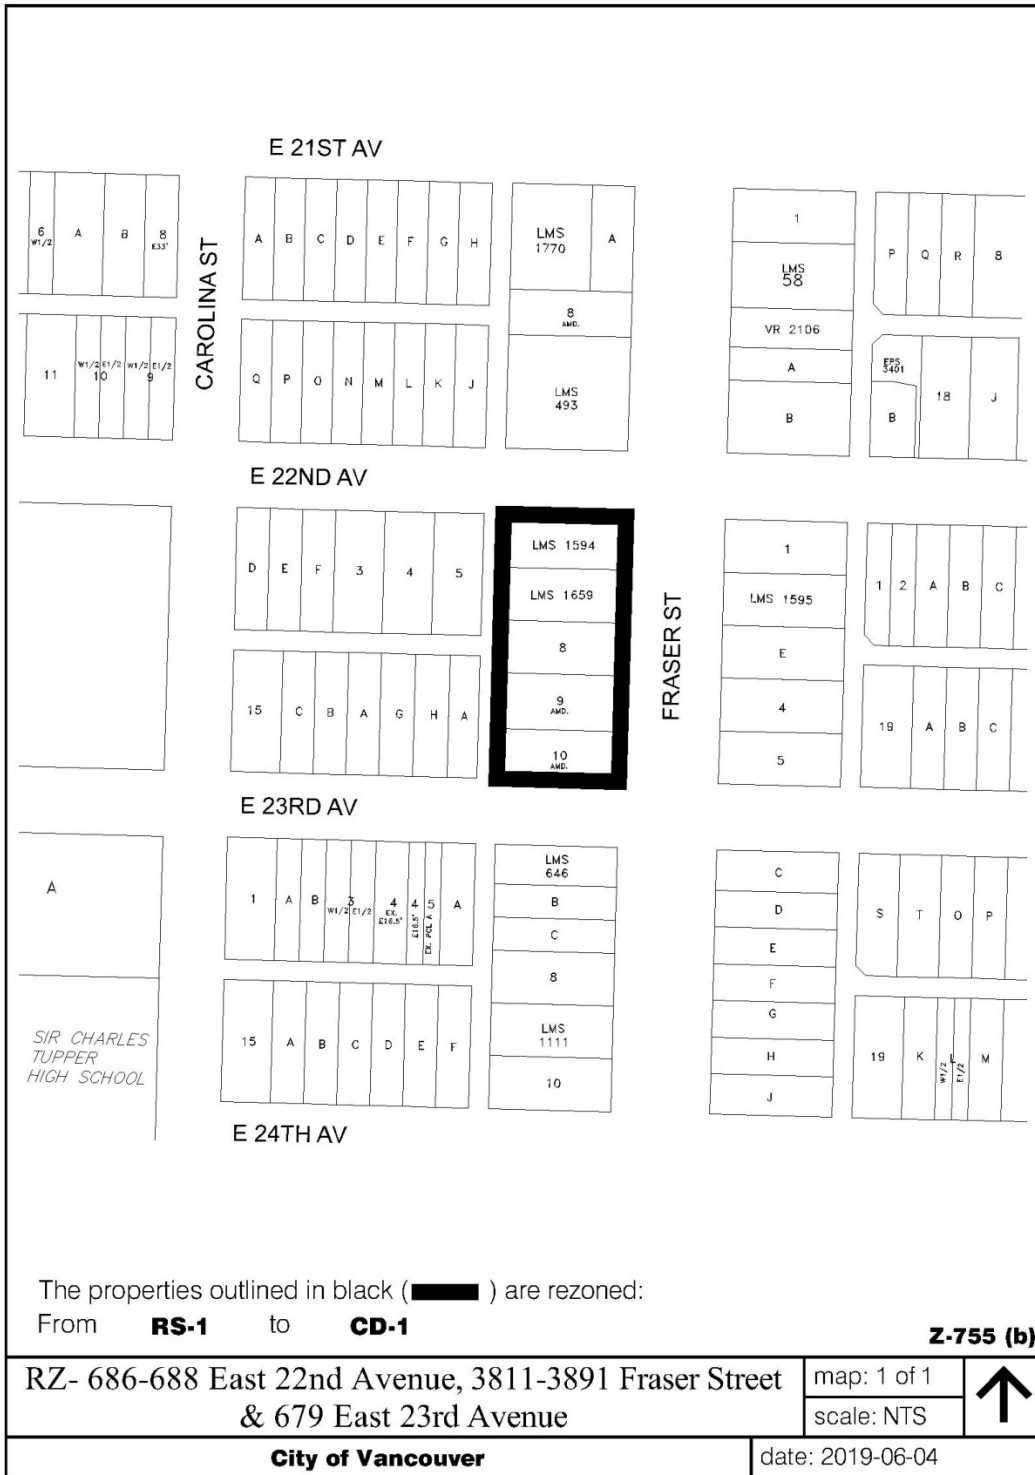 E 21ST AV
6
W1/2
A
B
8
E33'
CAROLINA ST
A B C D E F G H
LMS
1770
A
8
AMD.
1
LMS
58
VR 2106
A
B
P Q R 8
11
W1/2 E1/2
10
W1/2 E1/2
9
Q P O N M L K J
LMS
493
EPS
3401
B
18
J
E 22ND AV
D E F 3 4 5
LMS 1594
LMS 1659
8
9
AMD.
10
AMD.
FRASER ST
1
LMS 1595
E
4
5
1 2 A B C
15 C B A G H A
19 A B C
E 23RD AV
A
1 A B
3
W1/2 E1/2
4
EX.
E16.5'
4
E16.5'
5
EX. PCL A
A
LMS
646
B
C
8
LMS
1111
10
C
D
E
F
G
H
J
S T O P
SIR CHARLES
TUPPER
HIGH SCHOOL
15 A B C D E F
19 K
L
W1/2
E1/2
M
E 24TH AV
The properties outlined in black ( ) are rezoned:
From RS-1 to CD-1
Z-755 (b)
RZ- 686-688 East 22nd Avenue, 3811-3891 Fraser Street
& 679 East 23rd Avenue
map: 1 of 1
scale: NTS
City of Vancouver
date: 2019-06-04